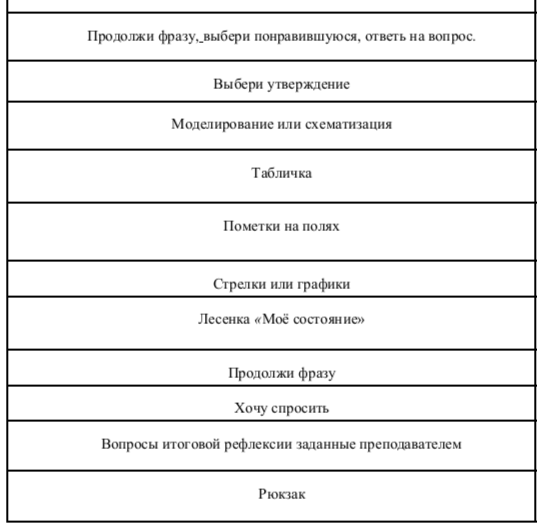 Продолжи фразу, выбери понравившуюся, ответь на вопрос.
Выбери утверждение
Моделирование или схематизация
Табличка
Пометки на полях
Стрелки или графики
Лесенка «Моё состояние»
Продолжи фразу
Хочу спросить
Вопросы итоговой рефлексии заданные преподавателем
Рюкзак